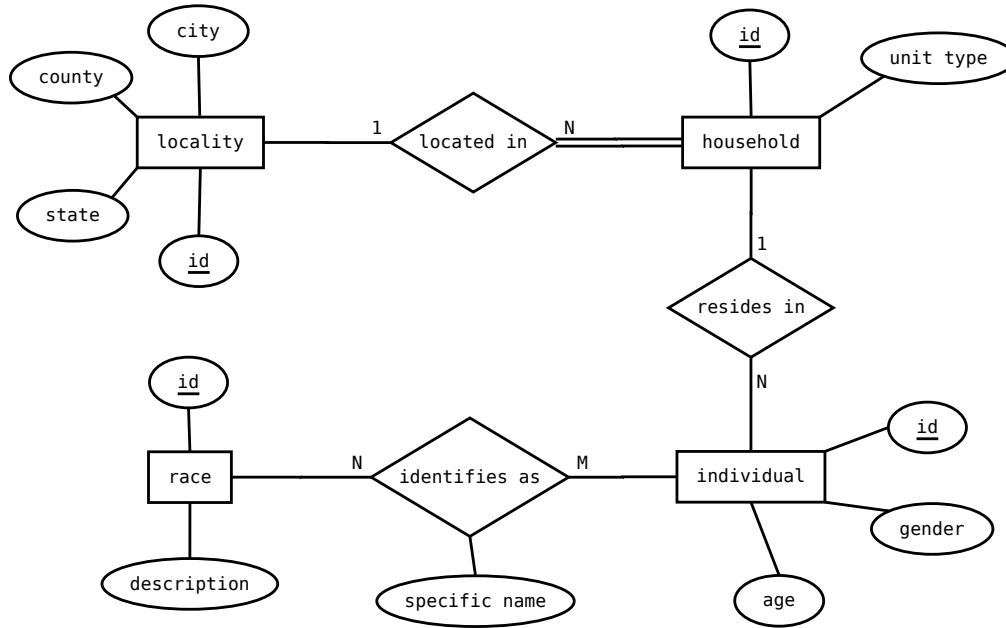 city
id
county
unit type
locality
1
located in
N
household
state
id
1
resides in
N
id
id
race
N
identifies as
M
individual
gender
description
specific name
age